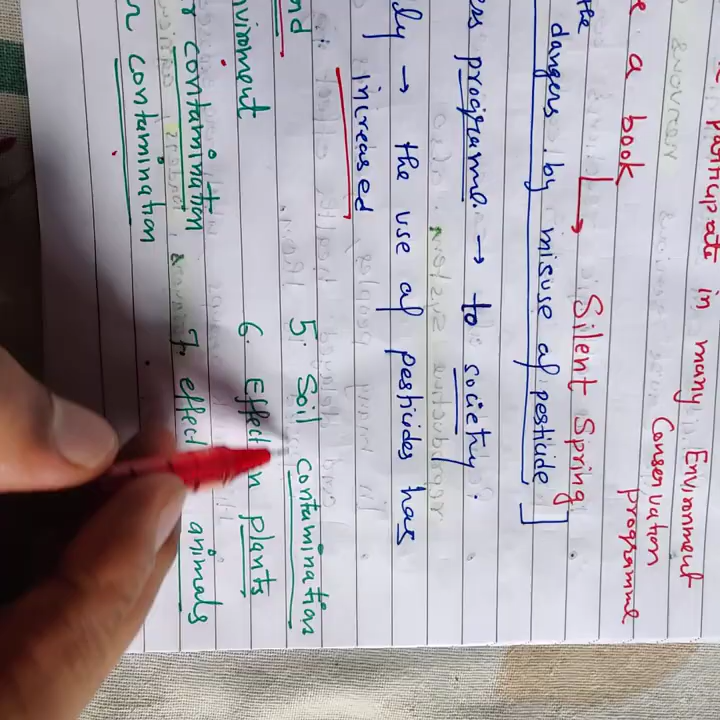 participate in many Environment
Conservation
programme
a book
Silent Spring
dangers by misuse of pesticide ]
programme. → to society.
→ the use of pesticides has
increased
5. Soil contamination
6. Effect on plants
contamination 7. effect animals
contamination